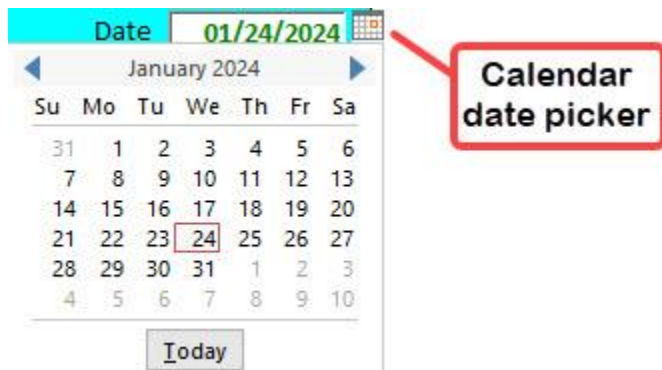 Date 01/24/2024
January 2024
Su Mo Tu We Th Fr Sa
31 1 2 3 4 5 6
7 8 9 10 11 12 13
14 15 16 17 18 19 20
21 22 23 24 25 26 27
28 29 30 31 1 2 3
4 5 6 7 8 9 10
Today
Calendar
date picker